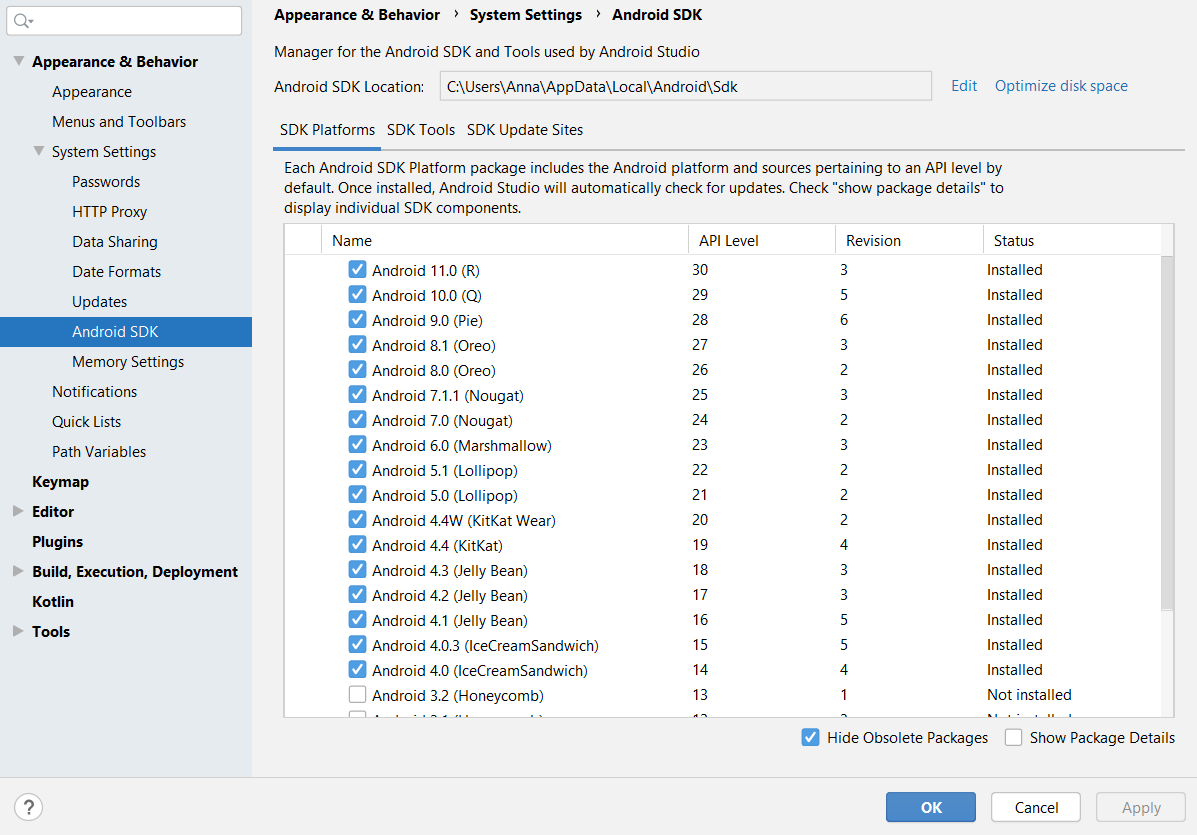 Appearance & Behavior › System Settings › Android SDK
Appearance & Behavior
Appearance
Menus and Toolbars
System Settings
Passwords
HTTP Proxy
Data Sharing
Date Formats
Updates
Android SDK
Memory Settings
Notifications
Quick Lists
Path Variables
Keymap
Editor
Plugins
Build, Execution, Deployment
Kotlin
Tools
Manager for the Android SDK and Tools used by Android Studio
Android SDK Location: C:\Users\Anna\AppData\Local\Android\Sdk Edit Optimize disk space
SDK Platforms SDK Tools SDK Update Sites
Each Android SDK Platform package includes the Android platform and sources pertaining to an API level by
default. Once installed, Android Studio will automatically check for updates. Check "show package details" to
display individual SDK components.
Name API Level Revision Status
Android 11.0 (R) 30 3 Installed
Android 10.0 (Q) 29 5 Installed
Android 9.0 (Pie) 28 6 Installed
Android 8.1 (Oreo) 27 3 Installed
Android 8.0 (Oreo) 26 2 Installed
Android 7.1.1 (Nougat) 25 3 Installed
Android 7.0 (Nougat) 24 2 Installed
Android 6.0 (Marshmallow) 23 3 Installed
Android 5.1 (Lollipop) 22 2 Installed
Android 5.0 (Lollipop) 21 2 Installed
Android 4.4W (KitKat Wear) 20 2 Installed
Android 4.4 (KitKat) 19 4 Installed
Android 4.3 (Jelly Bean) 18 3 Installed
Android 4.2 (Jelly Bean) 17 3 Installed
Android 4.1 (Jelly Bean) 16 5 Installed
Android 4.0.3 (IceCreamSandwich) 15 5 Installed
Android 4.0 (IceCreamSandwich) 14 4 Installed
Android 3.2 (Honeycomb) 13 1 Not installed
Hide Obsolete Packages Show Package Details
? OK Cancel Apply